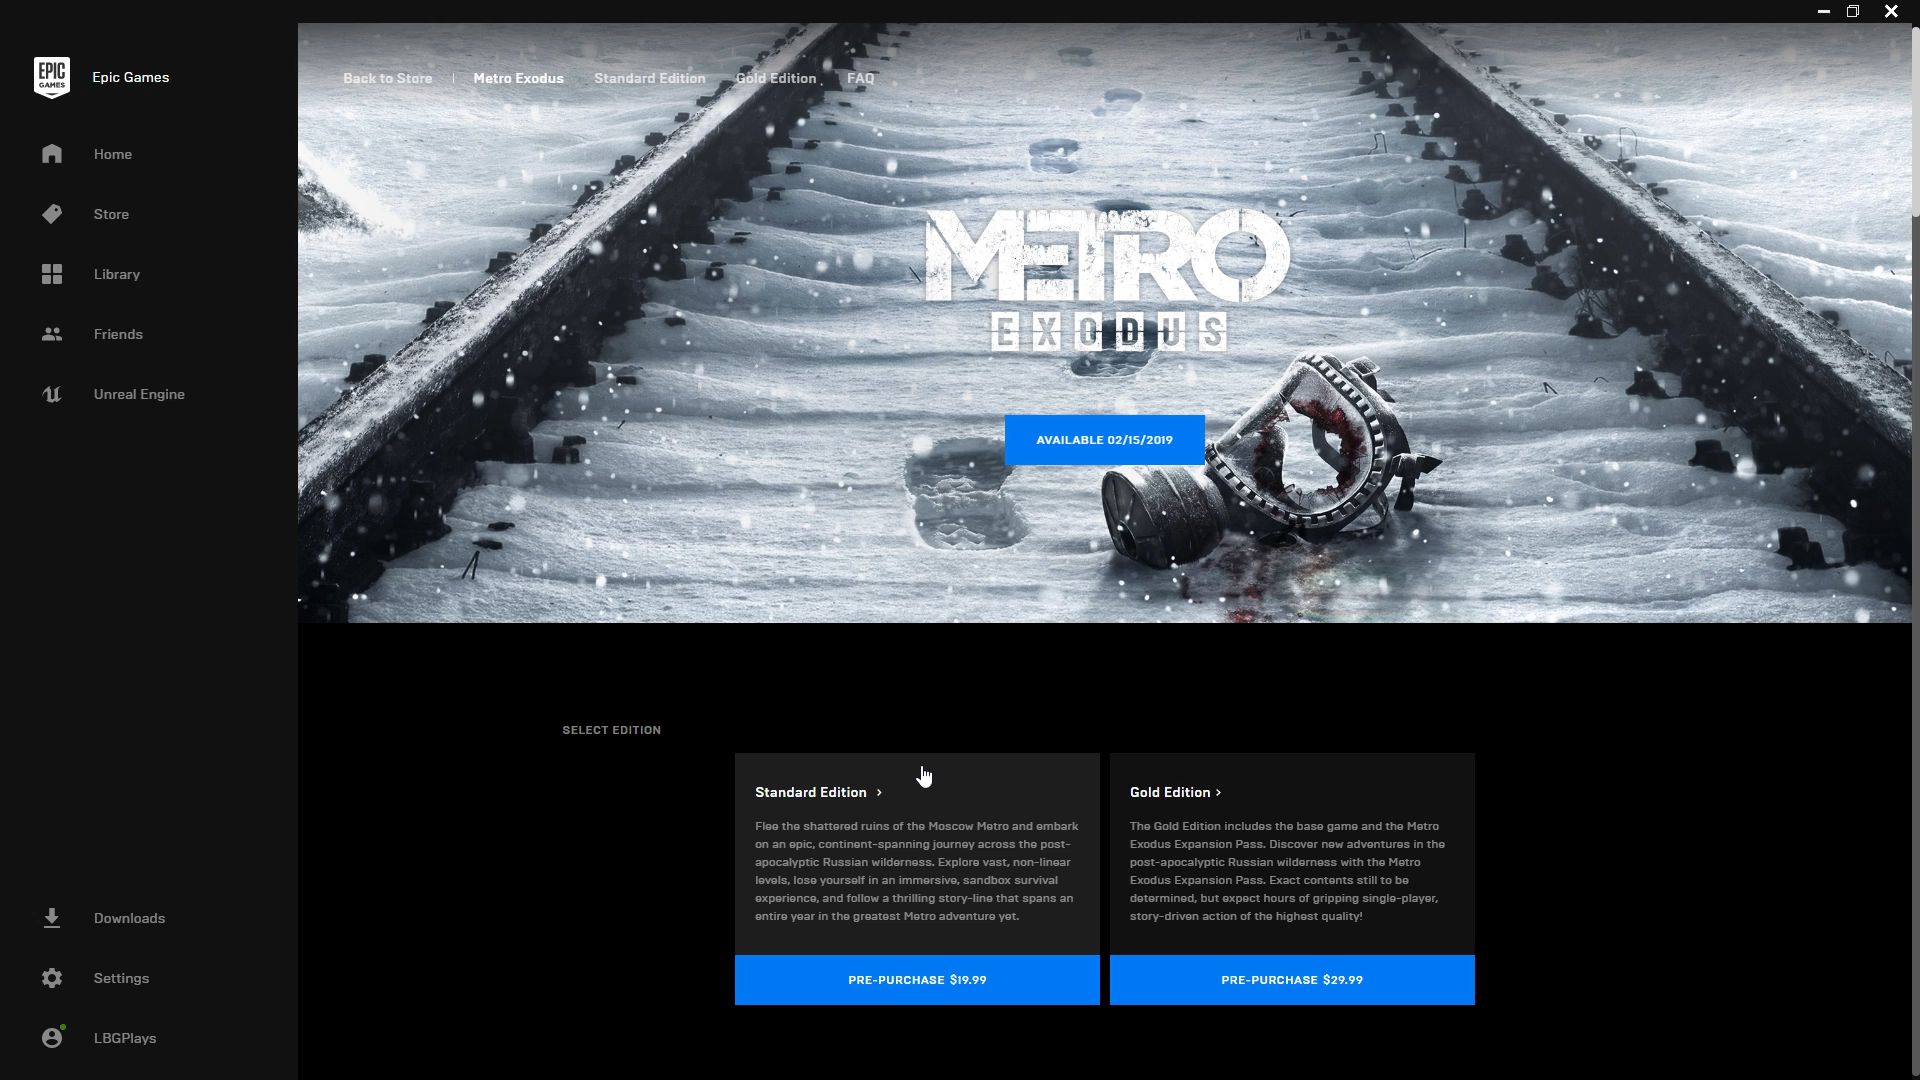 EPIC
GAMES
Epic Games
Home
Store
Library
Friends
Unreal Engine
Downloads
Settings
LBGPlays
Back to Store | Metro Exodus Standard Edition Gold Edition FAQ
METRO
EXODUS
AVAILABLE 02/15/2019
SELECT EDITION
Standard Edition >
Flee the shattered ruins of the Moscow Metro and embark
on an epic, continent-spanning journey across the post-
apocalyptic Russian wilderness. Explore vast, non-linear
levels, lose yourself in an immersive, sandbox survival
experience, and follow a thrilling story-line that spans an
entire year in the greatest Metro adventure yet.
PRE-PURCHASE $19.99
Gold Edition >
The Gold Edition includes the base game and the Metro
Exodus Expansion Pass. Discover new adventures in the
post-apocalyptic Russian wilderness with the Metro
Exodus Expansion Pass. Exact contents still to be
determined, but expect hours of gripping single-player,
story-driven action of the highest quality!
PRE-PURCHASE $29.99